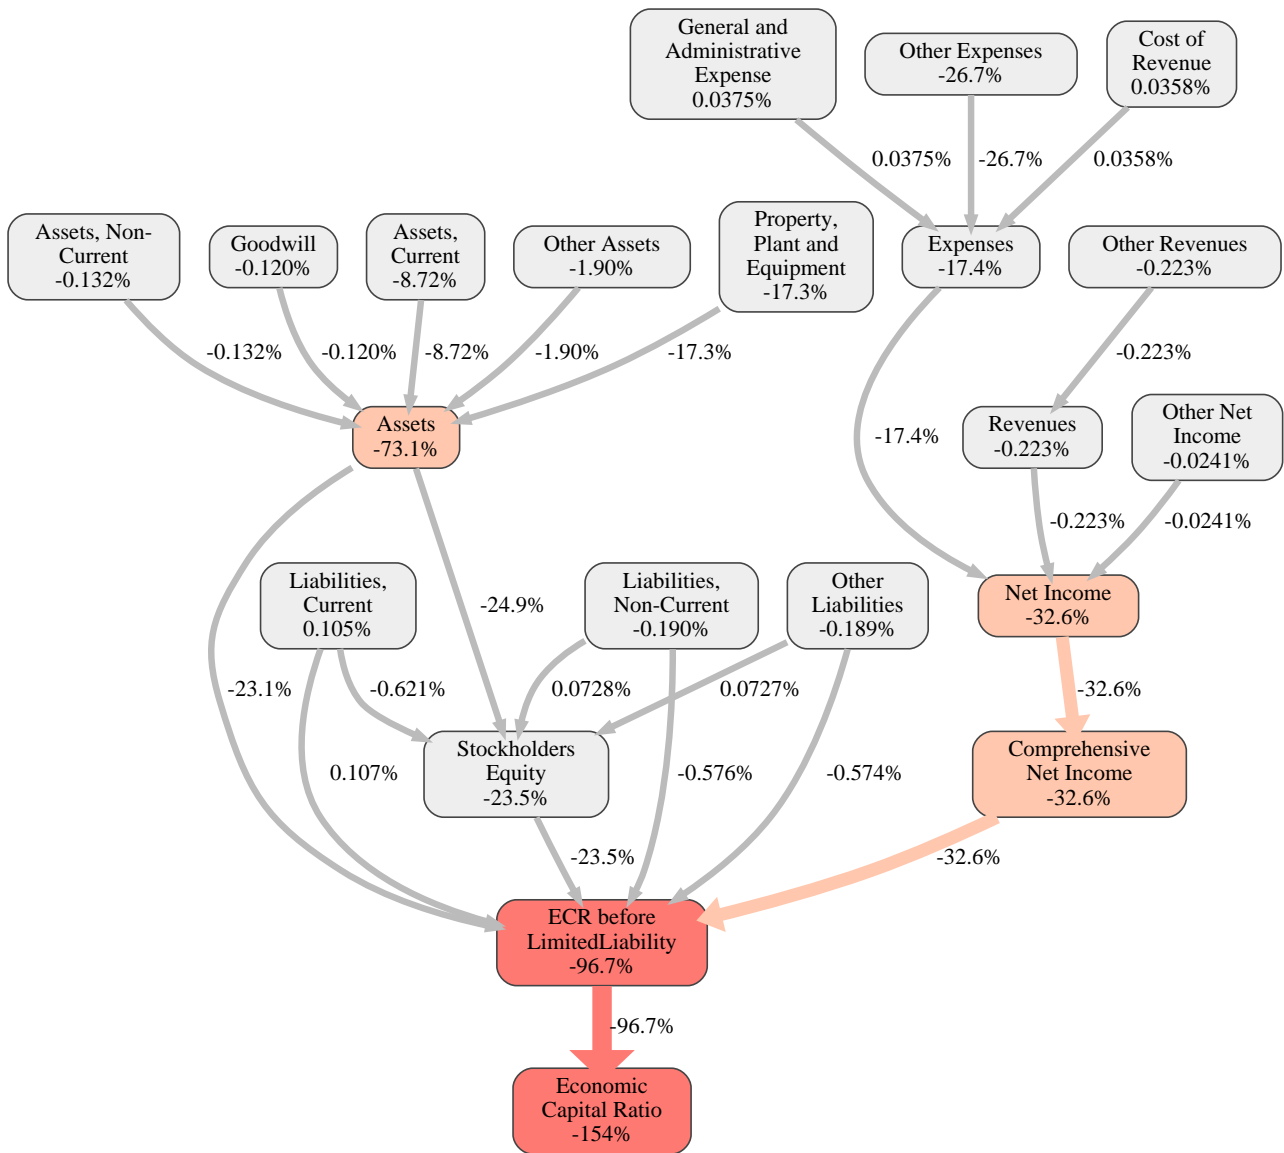 General and
Administrative
Expense
0.0375%
Other Expenses
-26.7%
Cost of
Revenue
0.0358%
0.0375%
-26.7%
0.0358%
Assets, Non-
Current
-0.132%
Goodwill
-0.120%
Assets,
Current
-8.72%
Other Assets
-1.90%
Property,
Plant and
Equipment
-17.3%
Expenses
-17.4%
Other Revenues
-0.223%
-0.132%
-0.120%
-8.72%
-1.90%
-17.3%
-17.4%
-0.223%
Assets
-73.1%
Revenues
-0.223%
Other Net
Income
-0.0241%
-0.223%
-0.0241%
Liabilities,
Current
0.105%
-24.9%
Liabilities,
Non-Current
-0.190%
Other
Liabilities
-0.189%
Net Income
-32.6%
-23.1%
-0.621%
0.0728%
0.0727%
-32.6%
0.107%
Stockholders
Equity
-23.5%
-0.576%
-0.574%
Comprehensive
Net Income
-32.6%
-23.5%
-32.6%
ECR before
LimitedLiability
-96.7%
-96.7%
Economic
Capital Ratio
-154%